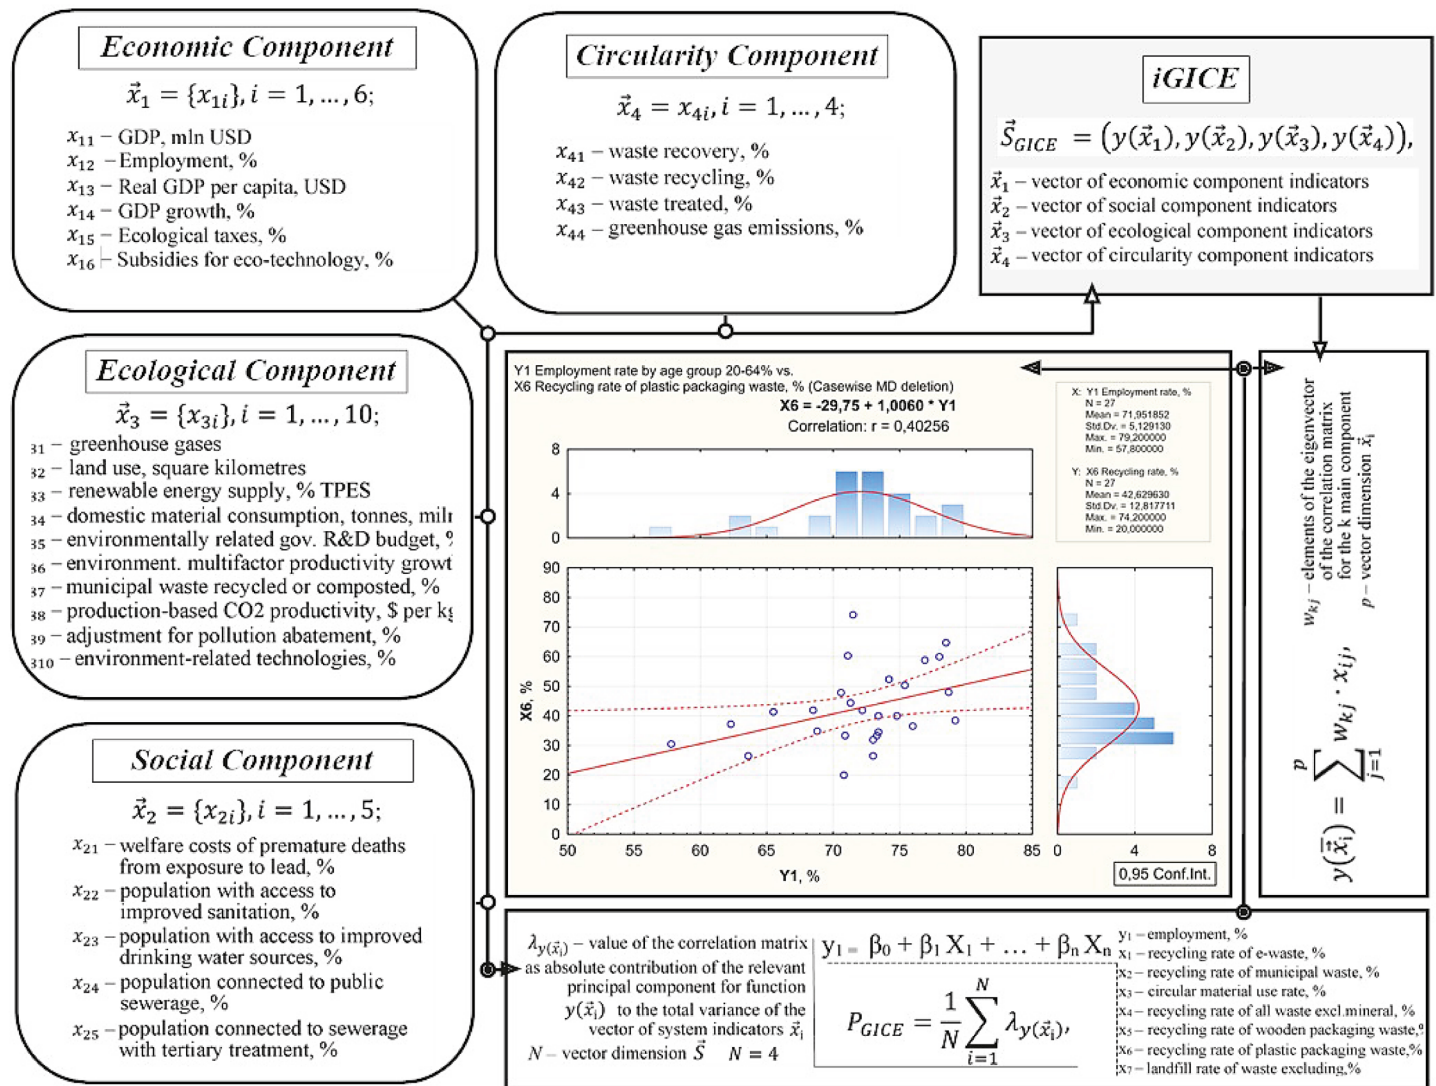 Economic Component
x⃗₁ = {x₁ᵢ}, i = 1, …, 6;
x₁₁ – GDP, mln USD
x₁₂ – Employment, %
x₁₃ – Real GDP per capita, USD
x₁₄ – GDP growth, %
x₁₅ – Ecological taxes, %
x₁₆ – Subsidies for eco-technology, %
Circularity Component
x⃗₄ = x₄ᵢ, i = 1, …, 4;
x₄₁ – waste recovery, %
x₄₂ – waste recycling, %
x₄₃ – waste treated, %
x₄₄ – greenhouse gas emissions, %
iGICE
S⃗_GICE = (y(x⃗₁), y(x⃗₂), y(x⃗₃), y(x⃗₄)),
x⃗₁ – vector of economic component indicators
x⃗₂ – vector of social component indicators
x⃗₃ – vector of ecological component indicators
x⃗₄ – vector of circularity component indicators
Ecological Component
x⃗₃ = {x₃ᵢ}, i = 1, …, 10;
31 – greenhouse gases
32 – land use, square kilometres
33 – renewable energy supply, % TPES
34 – domestic material consumption, tonnes, miln
35 – environmentally related gov. R&D budget, %
36 – environment. multifactor productivity growt
37 – municipal waste recycled or composted, %
38 – production-based CO2 productivity, $ per kg
39 – adjustment for pollution abatement, %
310 – environment-related technologies, %
Social Component
x⃗₂ = {x₂ᵢ}, i = 1, …, 5;
x₂₁ – welfare costs of premature deaths
from exposure to lead, %
x₂₂ – population with access to
improved sanitation, %
x₂₃ – population with access to improved
drinking water sources, %
x₂₄ – population connected to public
sewerage, %
x₂₅ – population connected to sewerage
with tertiary treatment, %
Y1 Employment rate by age group 20-64% vs.
X6 Recycling rate of plastic packaging waste, % (Casewise MD deletion)
X6 = -29,75 + 1,0060 * Y1
Correlation: r = 0,40256
X: Y1 Employment rate, %
N = 27
Mean = 71,951852
Std.Dv. = 5,129130
Max. = 79,200000
Min. = 57,800000
Y: X6 Recycling rate, %
N = 27
Mean = 42,629630
Std.Dv. = 12,817711
Max. = 74,200000
Min. = 20,000000
8
4
0
90
80
70
60
50
40
30
20
10
0
X6, %
50 55 60 65 70 75 80 85
Y1, %
0 4 8
0,95 Conf.Int.
w_kj – elements of the eigenvector
of the correlation matrix
for the k main component
p – vector dimension x⃗ᵢ
y(x⃗ᵢ) = ∑_{j=1}^{p} w_kj · x_ij,
λ_y(x⃗ᵢ) – value of the correlation matrix
as absolute contribution of the relevant
principal component for function
y(x⃗ᵢ) to the total variance of the
vector of system indicators x⃗ᵢ
N – vector dimension S⃗ N = 4
y₁ = β₀ + β₁ X₁ + … + βₙ Xₙ
P_GICE = 1/N ∑_{i=1}^{N} λ_y(x⃗ᵢ),
y₁ – employment, %
x₁ – recycling rate of e-waste, %
x₂ – recycling rate of municipal waste, %
x₃ – circular material use rate, %
x₄ – recycling rate of all waste excl.mineral, %
x₅ – recycling rate of wooden packaging waste,%
x₆ – recycling rate of plastic packaging waste,%
x₇ – landfill rate of waste excluding,%